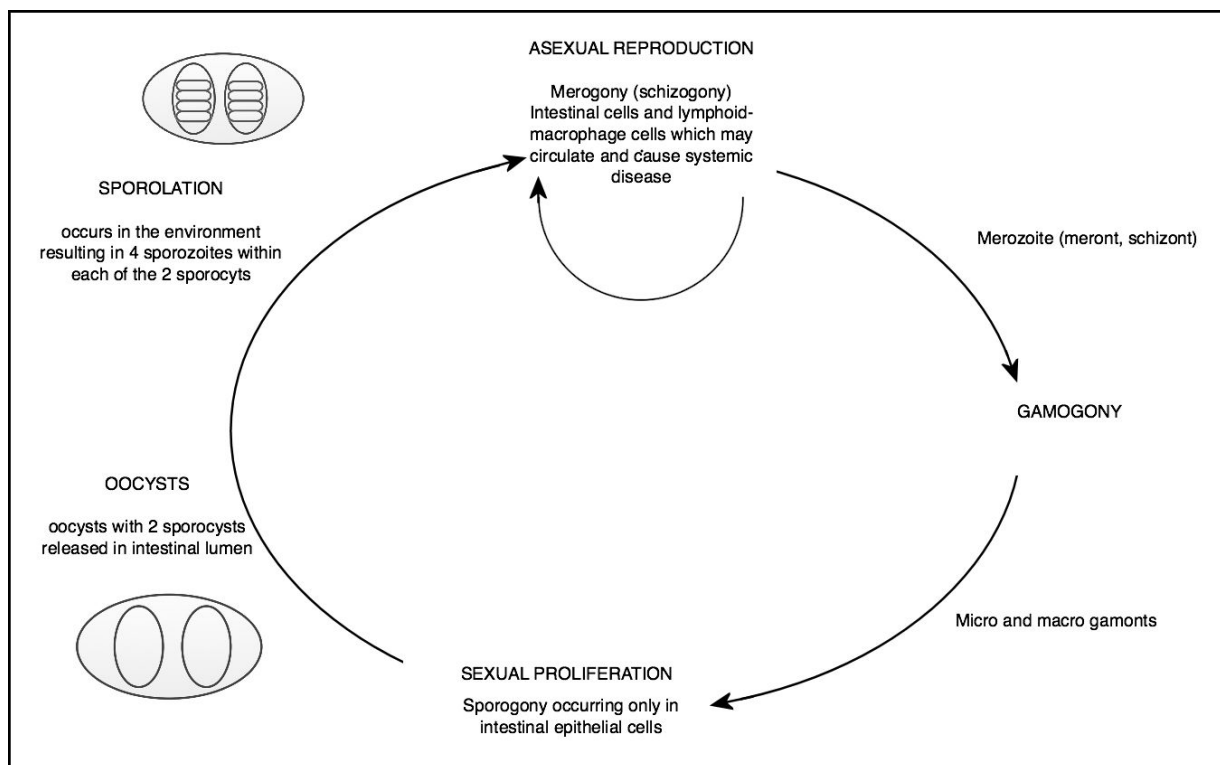 ASEXUAL REPRODUCTION
Merogony (schizogony)
Intestinal cells and lymphoid-
macrophage cells which may
circulate and cause systemic
disease
Merozoite (meront, schizont)
GAMOGONY
Micro and macro gamonts
SEXUAL PROLIFERATION
Sporogony occurring only in
intestinal epithelial cells
OOCYSTS
oocysts with 2 sporocysts
released in intestinal lumen
SPOROLATION
occurs in the environment
resulting in 4 sporozoites within
each of the 2 sporocyts